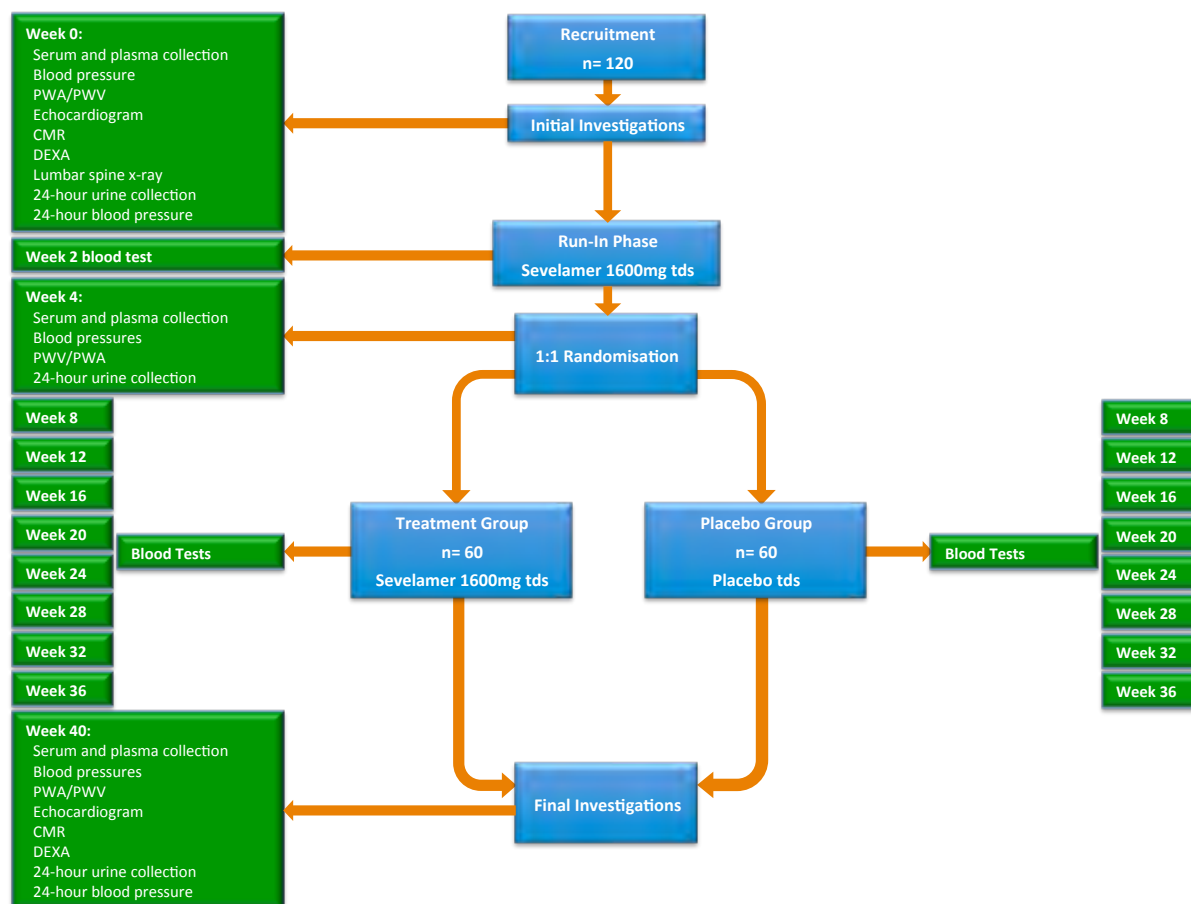 Week 0:
Serum and plasma collection
Blood pressure
PWA/PWV
Echocardiogram
CMR
DEXA
Lumbar spine x-ray
24-hour urine collection
24-hour blood pressure
Recruitment
n= 120
Initial Investigations
Run-In Phase
Sevelamer 1600mg tds
Week 2 blood test
Week 4:
Serum and plasma collection
Blood pressures
PWV/PWA
24-hour urine collection
1:1 Randomisation
Week 8
Week 12
Week 16
Week 20
Week 24
Week 28
Week 32
Week 36
Blood Tests
Treatment Group
n= 60
Sevelamer 1600mg tds
Placebo Group
n= 60
Placebo tds
Blood Tests
Week 8
Week 12
Week 16
Week 20
Week 24
Week 28
Week 32
Week 36
Week 40:
Serum and plasma collection
Blood pressures
PWA/PWV
Echocardiogram
CMR
DEXA
24-hour urine collection
24-hour blood pressure
Final Investigations